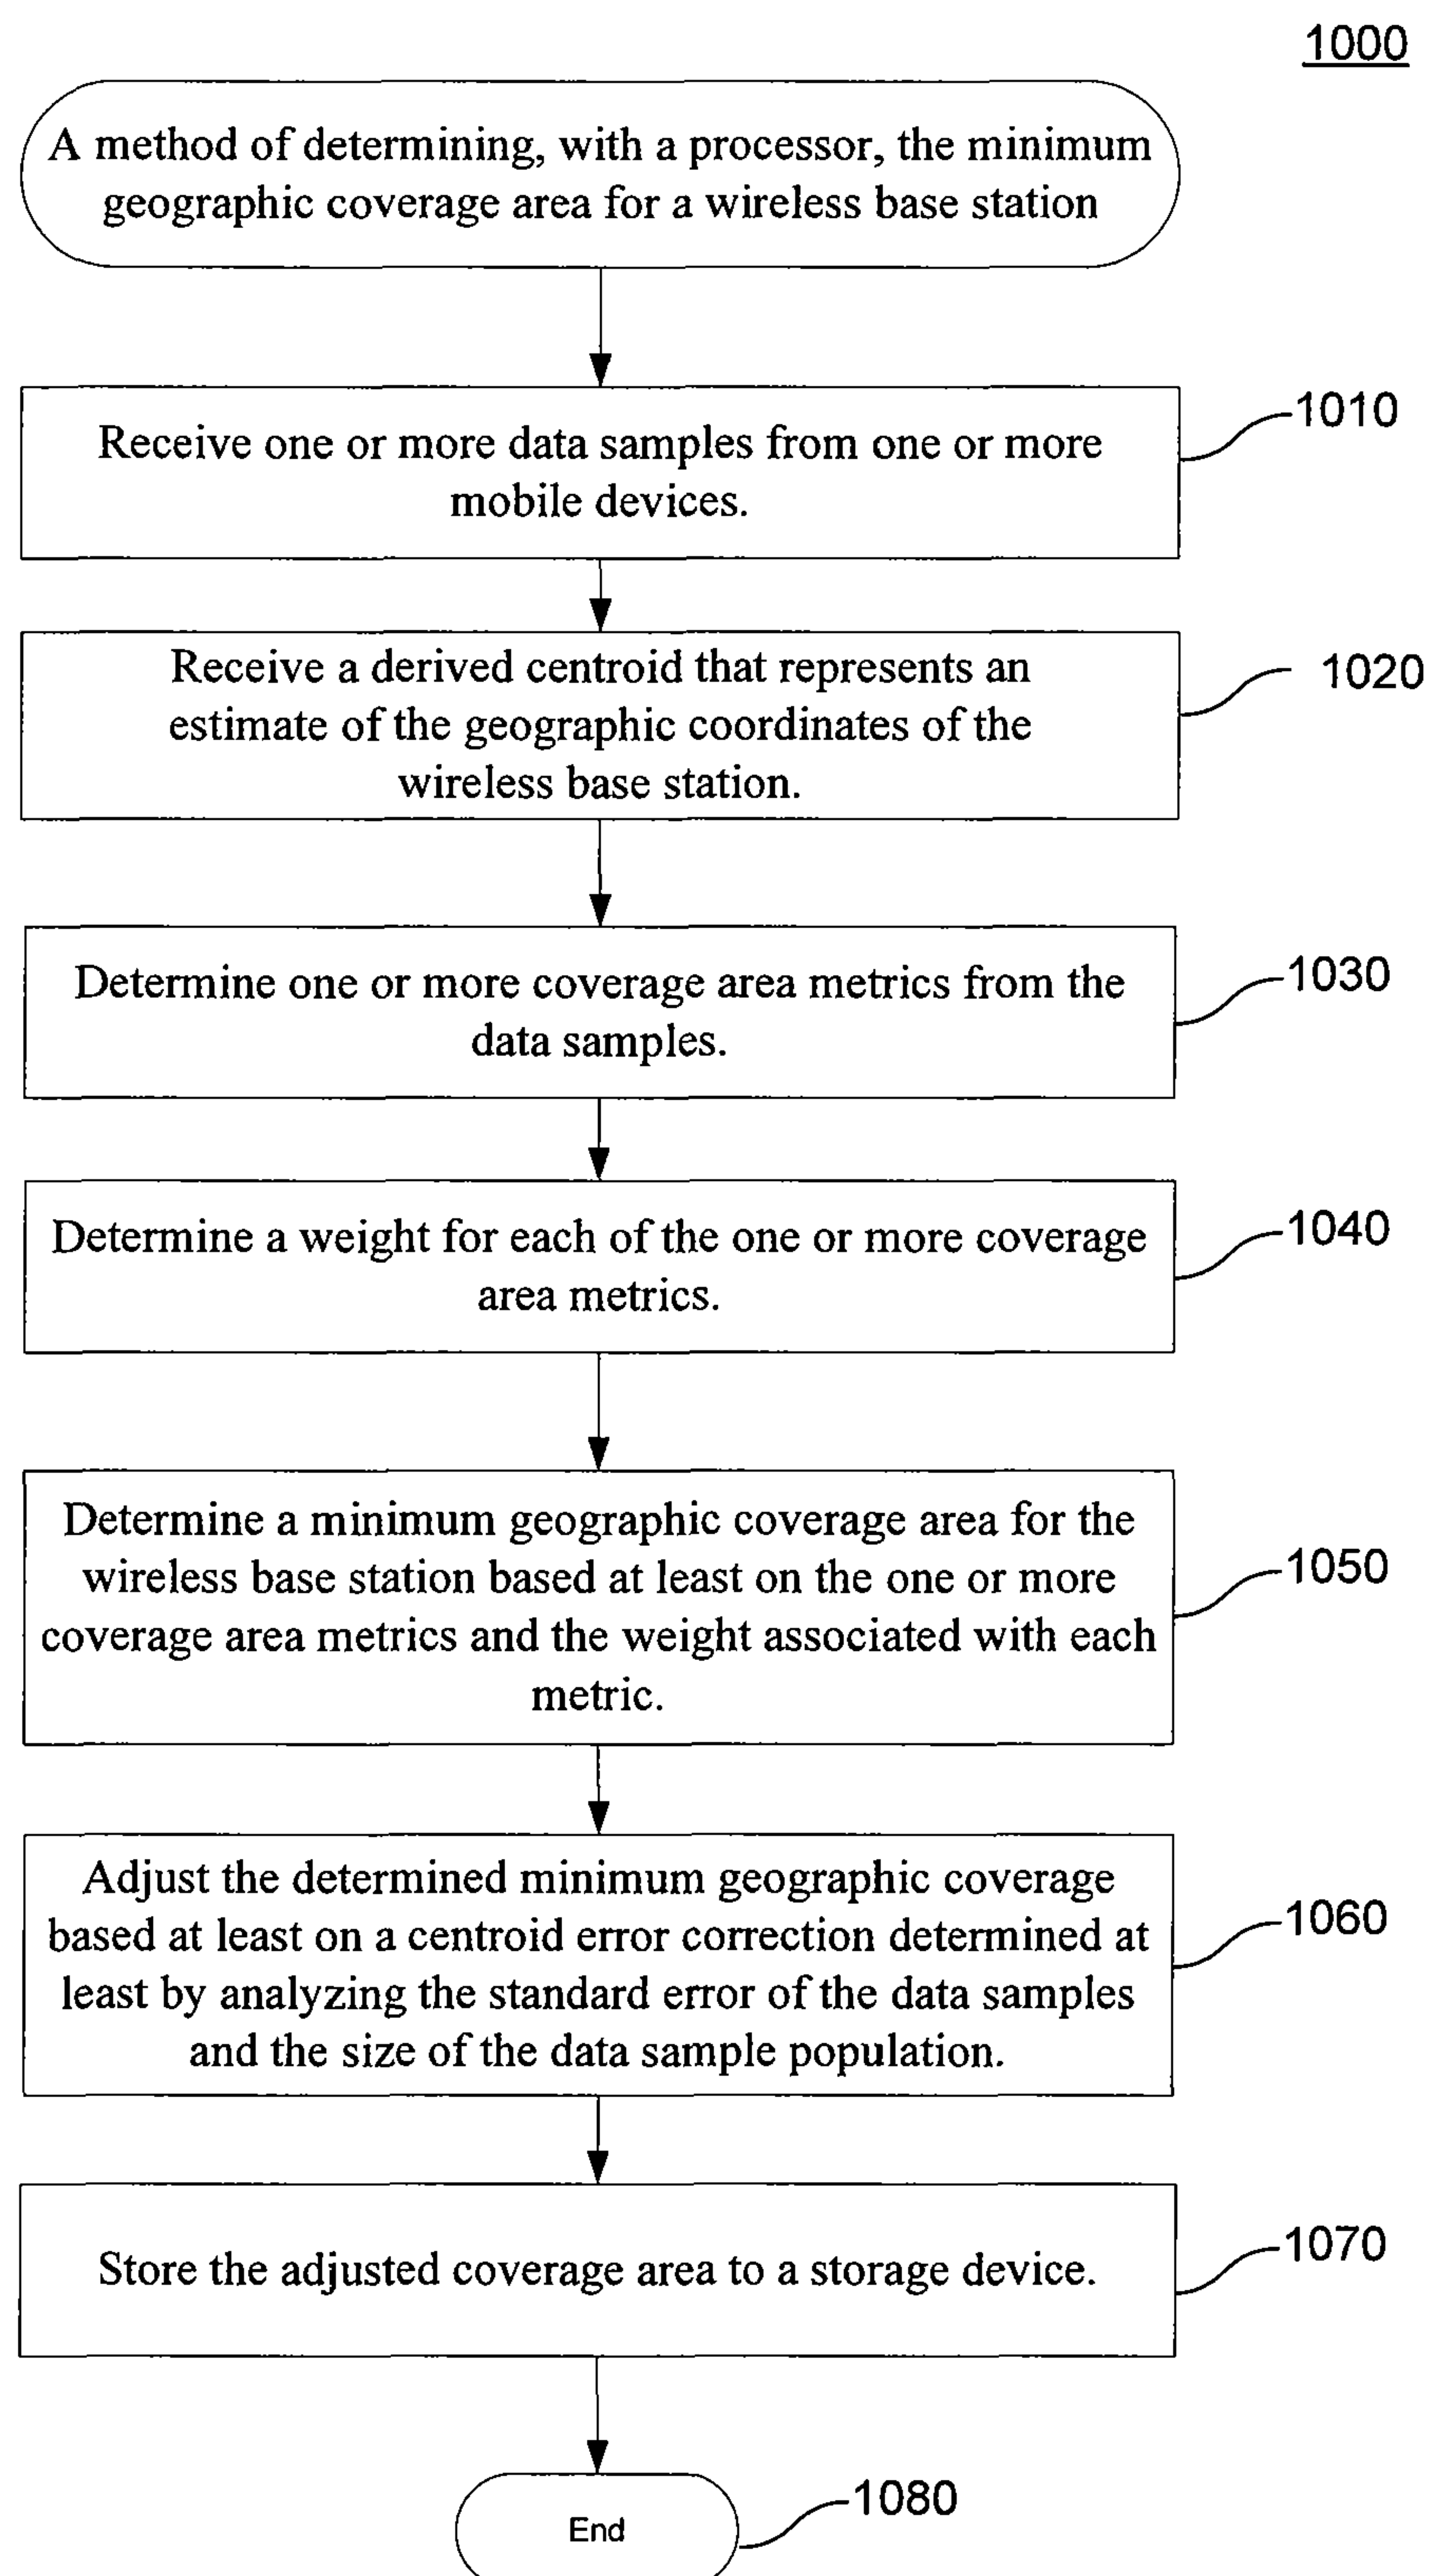 1000
A method of determining, with a processor, the minimum
geographic coverage area for a wireless base station
Receive one or more data samples from one or more
mobile devices.
1010
Receive a derived centroid that represents an
estimate of the geographic coordinates of the
wireless base station.
1020
Determine one or more coverage area metrics from the
data samples.
1030
Determine a weight for each of the one or more coverage
area metrics.
1040
Determine a minimum geographic coverage area for the
wireless base station based at least on the one or more
coverage area metrics and the weight associated with each
metric.
1050
Adjust the determined minimum geographic coverage
based at least on a centroid error correction determined at
least by analyzing the standard error of the data samples
and the size of the data sample population.
1060
Store the adjusted coverage area to a storage device.
1070
End
1080